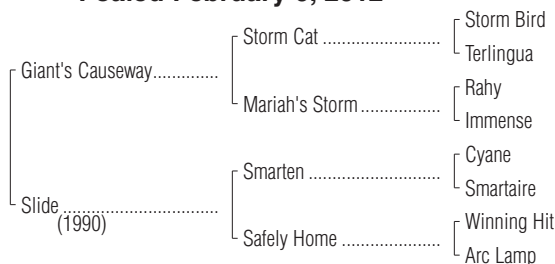 Foaled February 2012
Storm Bird
Storm Cat ........................
Terlingua
Giant's Causeway..............
Rahy
Mariah's Storm .................
Immense
Cyane
Smarten ...........................
Smartaire
Slide .................................
(1990)
Winning Hit
Safely Home ....................
Arc Lamp